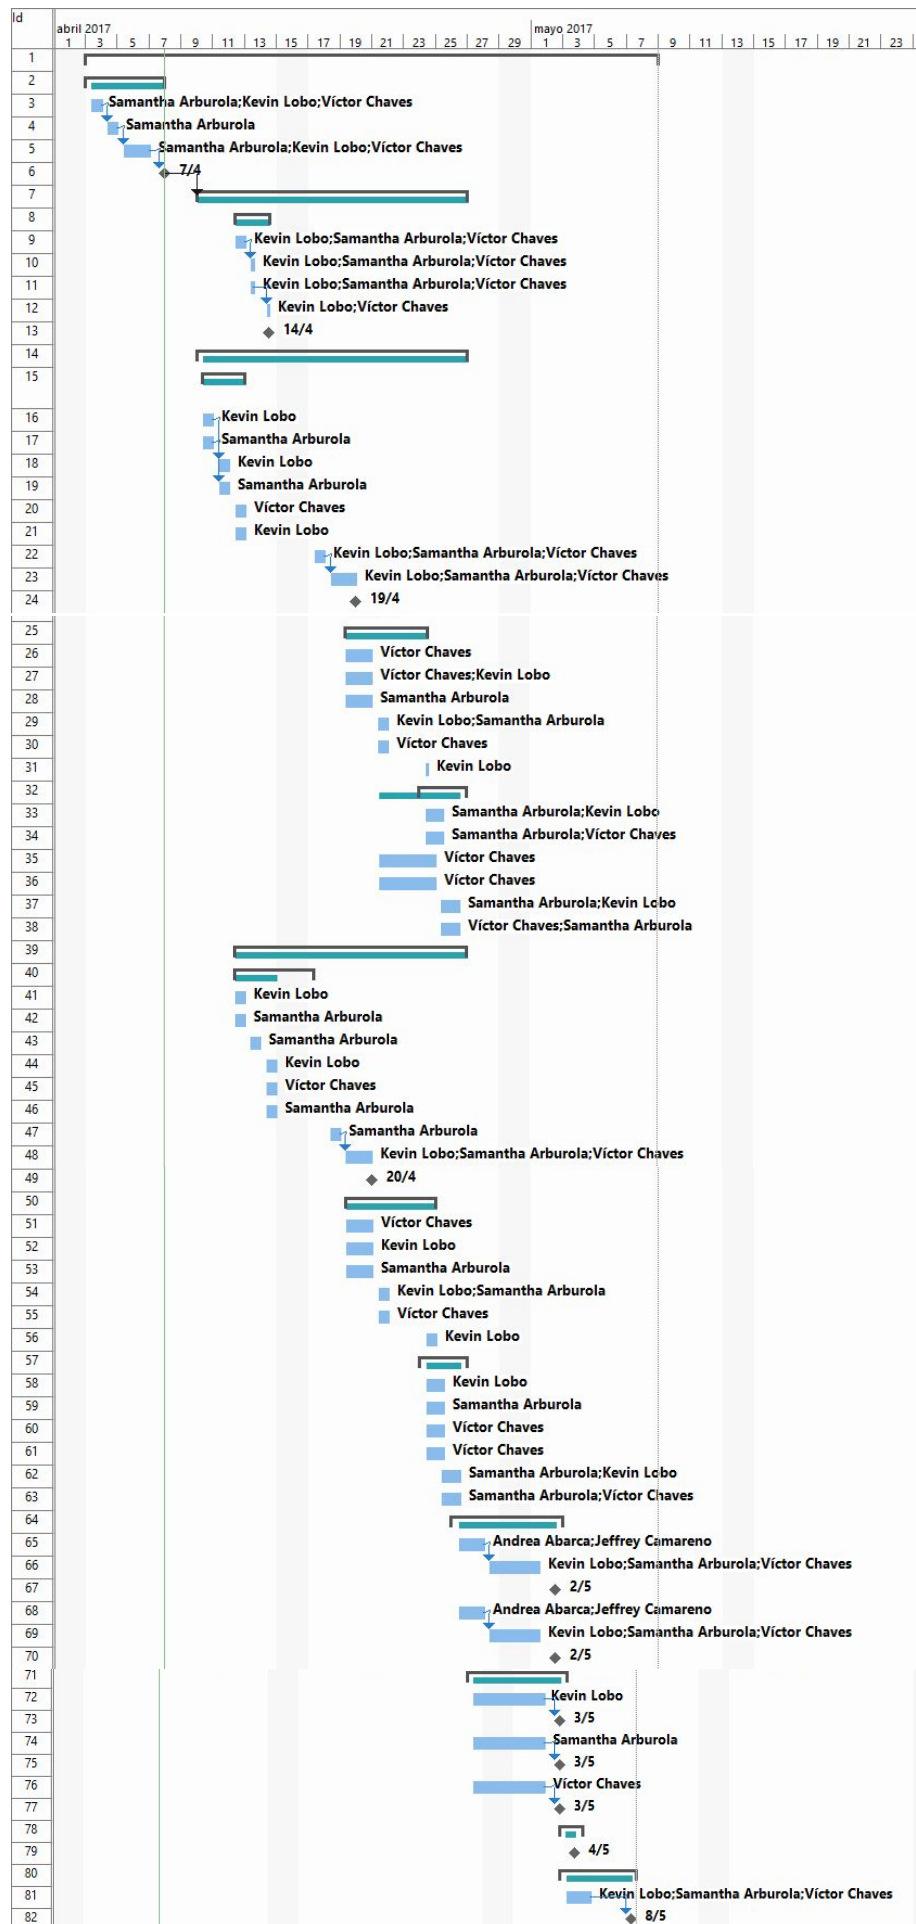 Id
abril 2017 mayo 2017
1 3 5 7 9 11 13 15 17 19 21 23 25 27 29 1 3 5 7 9 11 13 15 17 19 21 23
1
2
3 Samantha Arburola;Kevin Lobo;Víctor Chaves
4 Samantha Arburola
5 Samantha Arburola;Kevin Lobo;Víctor Chaves
6 7/4
7
8
9 Kevin Lobo;Samantha Arburola;Víctor Chaves
10 Kevin Lobo;Samantha Arburola;Víctor Chaves
11 Kevin Lobo;Samantha Arburola;Víctor Chaves
12 Kevin Lobo;Víctor Chaves
13 14/4
14
15
16 Kevin Lobo
17 Samantha Arburola
18 Kevin Lobo
19 Samantha Arburola
20 Víctor Chaves
21 Kevin Lobo
22 Kevin Lobo;Samantha Arburola;Víctor Chaves
23 Kevin Lobo;Samantha Arburola;Víctor Chaves
24 19/4
25
26 Víctor Chaves
27 Víctor Chaves;Kevin Lobo
28 Samantha Arburola
29 Kevin Lobo;Samantha Arburola
30 Víctor Chaves
31 Kevin Lobo
32
33 Samantha Arburola;Kevin Lobo
34 Samantha Arburola;Víctor Chaves
35 Víctor Chaves
36 Víctor Chaves
37 Samantha Arburola;Kevin Lobo
38 Víctor Chaves;Samantha Arburola
39
40
41 Kevin Lobo
42 Samantha Arburola
43 Samantha Arburola
44 Kevin Lobo
45 Víctor Chaves
46 Samantha Arburola
47 Samantha Arburola
48 Kevin Lobo;Samantha Arburola;Víctor Chaves
49 20/4
50
51 Víctor Chaves
52 Kevin Lobo
53 Samantha Arburola
54 Kevin Lobo;Samantha Arburola
55 Víctor Chaves
56 Kevin Lobo
57
58 Kevin Lobo
59 Samantha Arburola
60 Víctor Chaves
61 Víctor Chaves
62 Samantha Arburola;Kevin Lobo
63 Samantha Arburola;Víctor Chaves
64
65 Andrea Abarca;Jeffrey Camareno
66 Kevin Lobo;Samantha Arburola;Víctor Chaves
67 2/5
68 Andrea Abarca;Jeffrey Camareno
69 Kevin Lobo;Samantha Arburola;Víctor Chaves
70 2/5
71
72 Kevin Lobo
73 3/5
74 Samantha Arburola
75 3/5
76 Víctor Chaves
77 3/5
78
79 4/5
80
81 Kevin Lobo;Samantha Arburola;Víctor Chaves
82 8/5